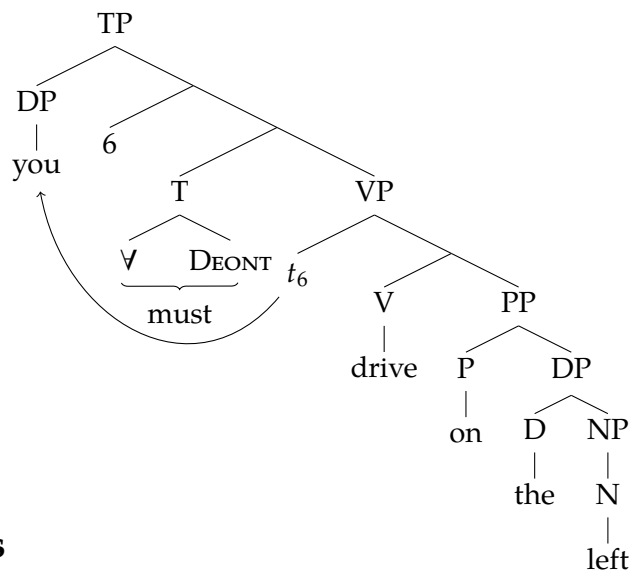 TP
DP
you
6
T
VP
∀
DEONT
must
t₆
V
PP
drive
P
DP
on
D
NP
the
N
left
s